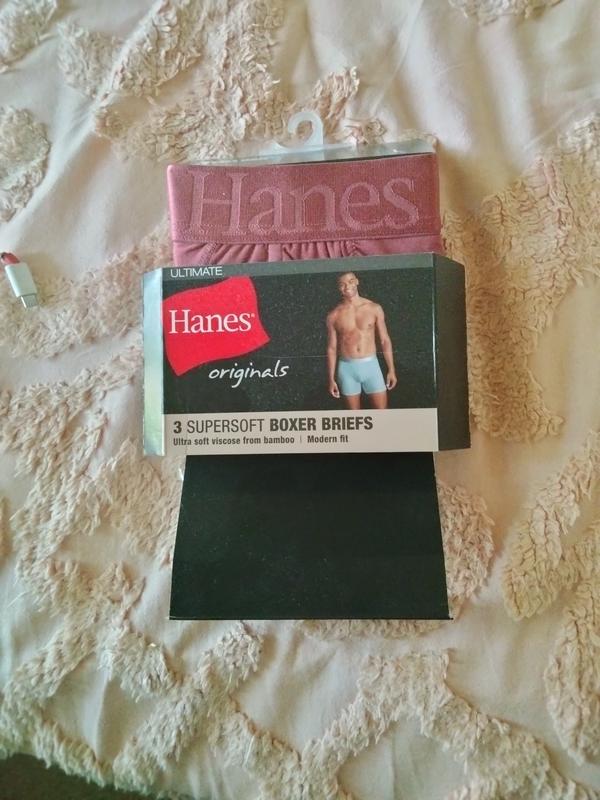 Hanes
ULTIMATE
Hanes®
originals
3 SUPERSOFT BOXER BRIEFS
Ultra soft viscose from bamboo | Modern fit